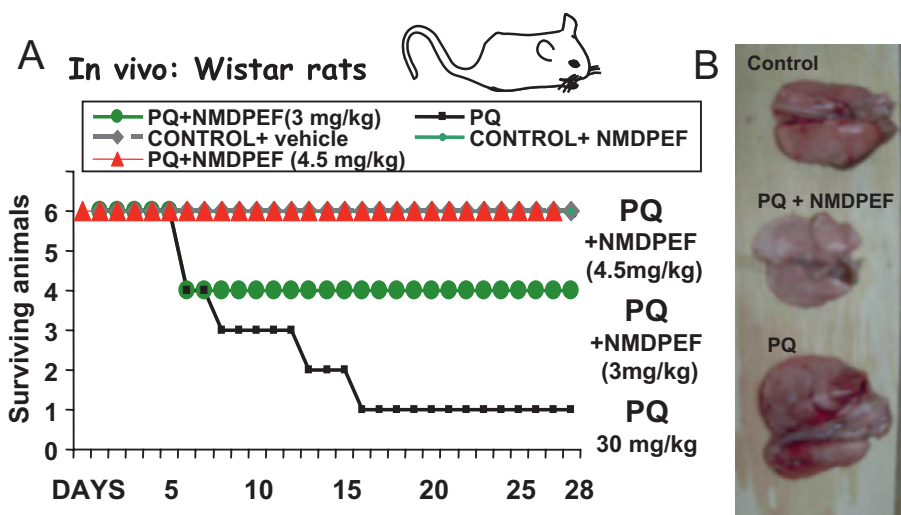 A
In vivo: Wistar rats
PQ+NMDPEF(3 mg/kg)
PQ
CONTROL+ vehicle
CONTROL+ NMDPEF
PQ+NMDPEF (4.5 mg/kg)
Surviving animals
6
5
4
3
2
1
0
DAYS 5 10 15 20 25 28
PQ
+NMDPEF
(4.5mg/kg)
PQ
+NMDPEF
(3mg/kg)
PQ
30 mg/kg
B
Control
PQ + NMDPEF
PQ